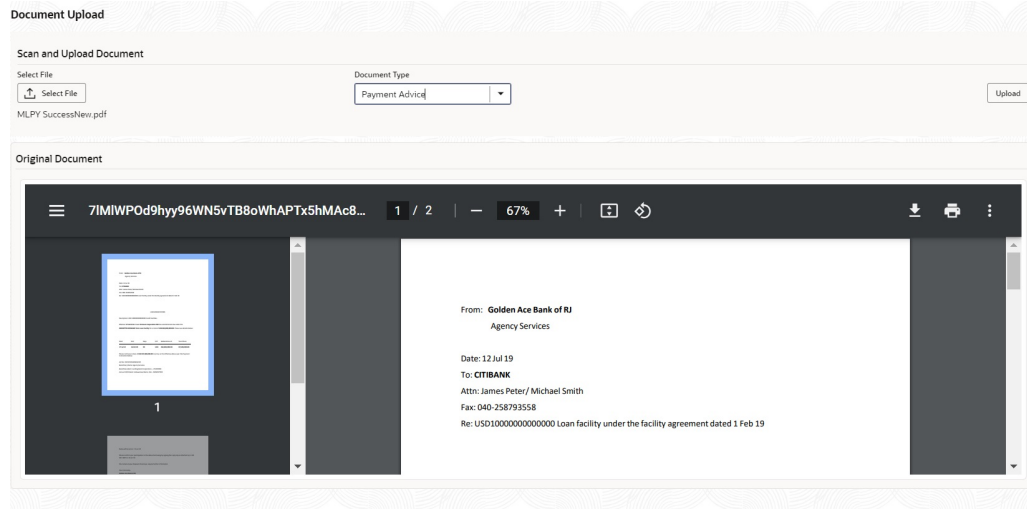 Document Upload
Scan and Upload Document
Select File
Document Type
Select File
Payment Advice
Upload
MLPY SuccessNew.pdf
Original Document
7lMlWPOd9hyy96WN5vTB8oWhAPTx5hMAc8...
1 / 2
67%
From: Golden Ace Bank of RJ
Agency Services
Date: 12 Jul 19
To: CITIBANK
Attn: James Peter/ Michael Smith
Fax: 040-258793558
Re: USD10000000000000 Loan facility under the facility agreement dated 1 Feb 19
1